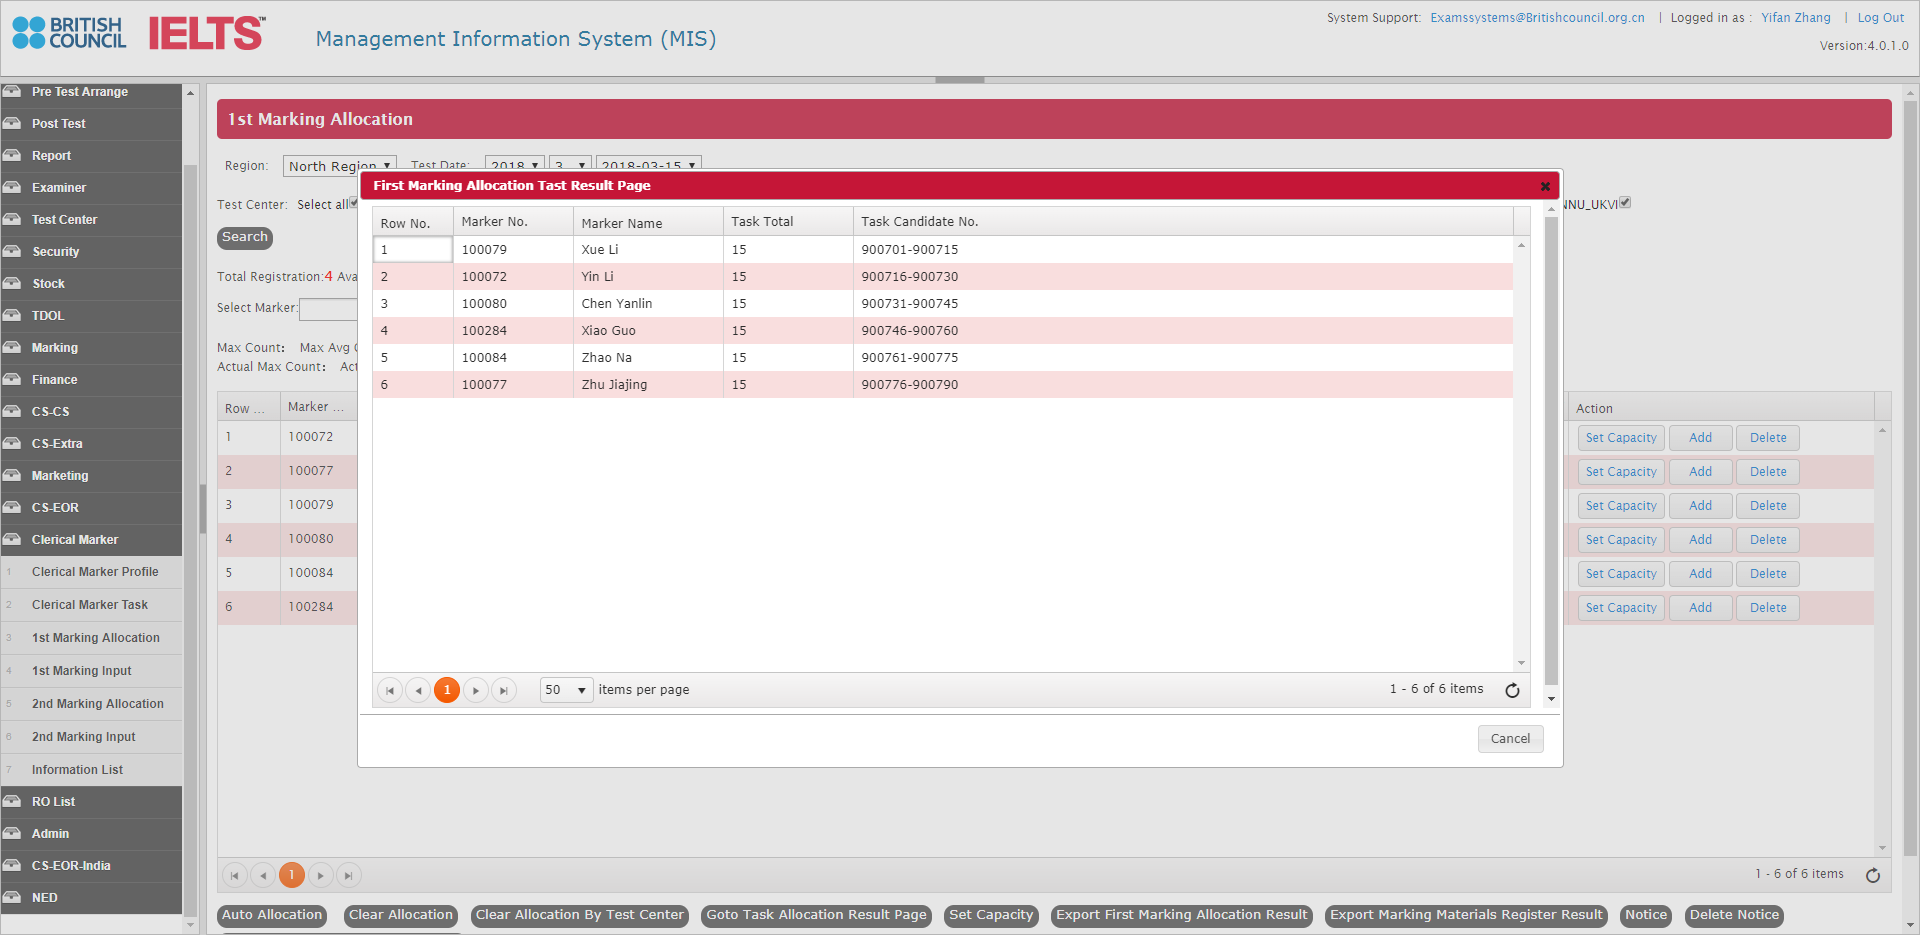 BRITISH COUNCIL IELTS™
Management Information System (MIS)
System Support: Examssystems@Britishcouncil.org.cn | Logged in as : Yifan Zhang | Log Out
Version:4.0.1.0
Pre Test Arrange
Post Test
Report
Examiner
Test Center
Security
Stock
TDOL
Marking
Finance
CS-CS
CS-Extra
Marketing
CS-EOR
Clerical Marker
1 Clerical Marker Profile
2 Clerical Marker Task
3 1st Marking Allocation
4 1st Marking Input
5 2nd Marking Allocation
6 2nd Marking Input
7 Information List
RO List
Admin
CS-EOR-India
NED
1st Marking Allocation
Region: North Region Test Date: 2018 3 2018-03-15
Test Center: Select all
NNU_UKVI
Search
Total Registration:4 Ava
Select Marker:
Max Count: Max Avg
Actual Max Count:
First Marking Allocation Tast Result Page
Row No. Marker No. Marker Name Task Total Task Candidate No.
1 100079 Xue Li 15 900701-900715
2 100072 Yin Li 15 900716-900730
3 100080 Chen Yanlin 15 900731-900745
4 100284 Xiao Guo 15 900746-900760
5 100084 Zhao Na 15 900761-900775
6 100077 Zhu Jiajing 15 900776-900790
1 50 items per page 1 - 6 of 6 items
Cancel
Row ... Marker ... Action
1 100072 Set Capacity Add Delete
2 100077 Set Capacity Add Delete
3 100079 Set Capacity Add Delete
4 100080 Set Capacity Add Delete
5 100084 Set Capacity Add Delete
6 100284 Set Capacity Add Delete
1 1 - 6 of 6 items
Auto Allocation Clear Allocation Clear Allocation By Test Center Goto Task Allocation Result Page Set Capacity Export First Marking Allocation Result Export Marking Materials Register Result Notice Delete Notice